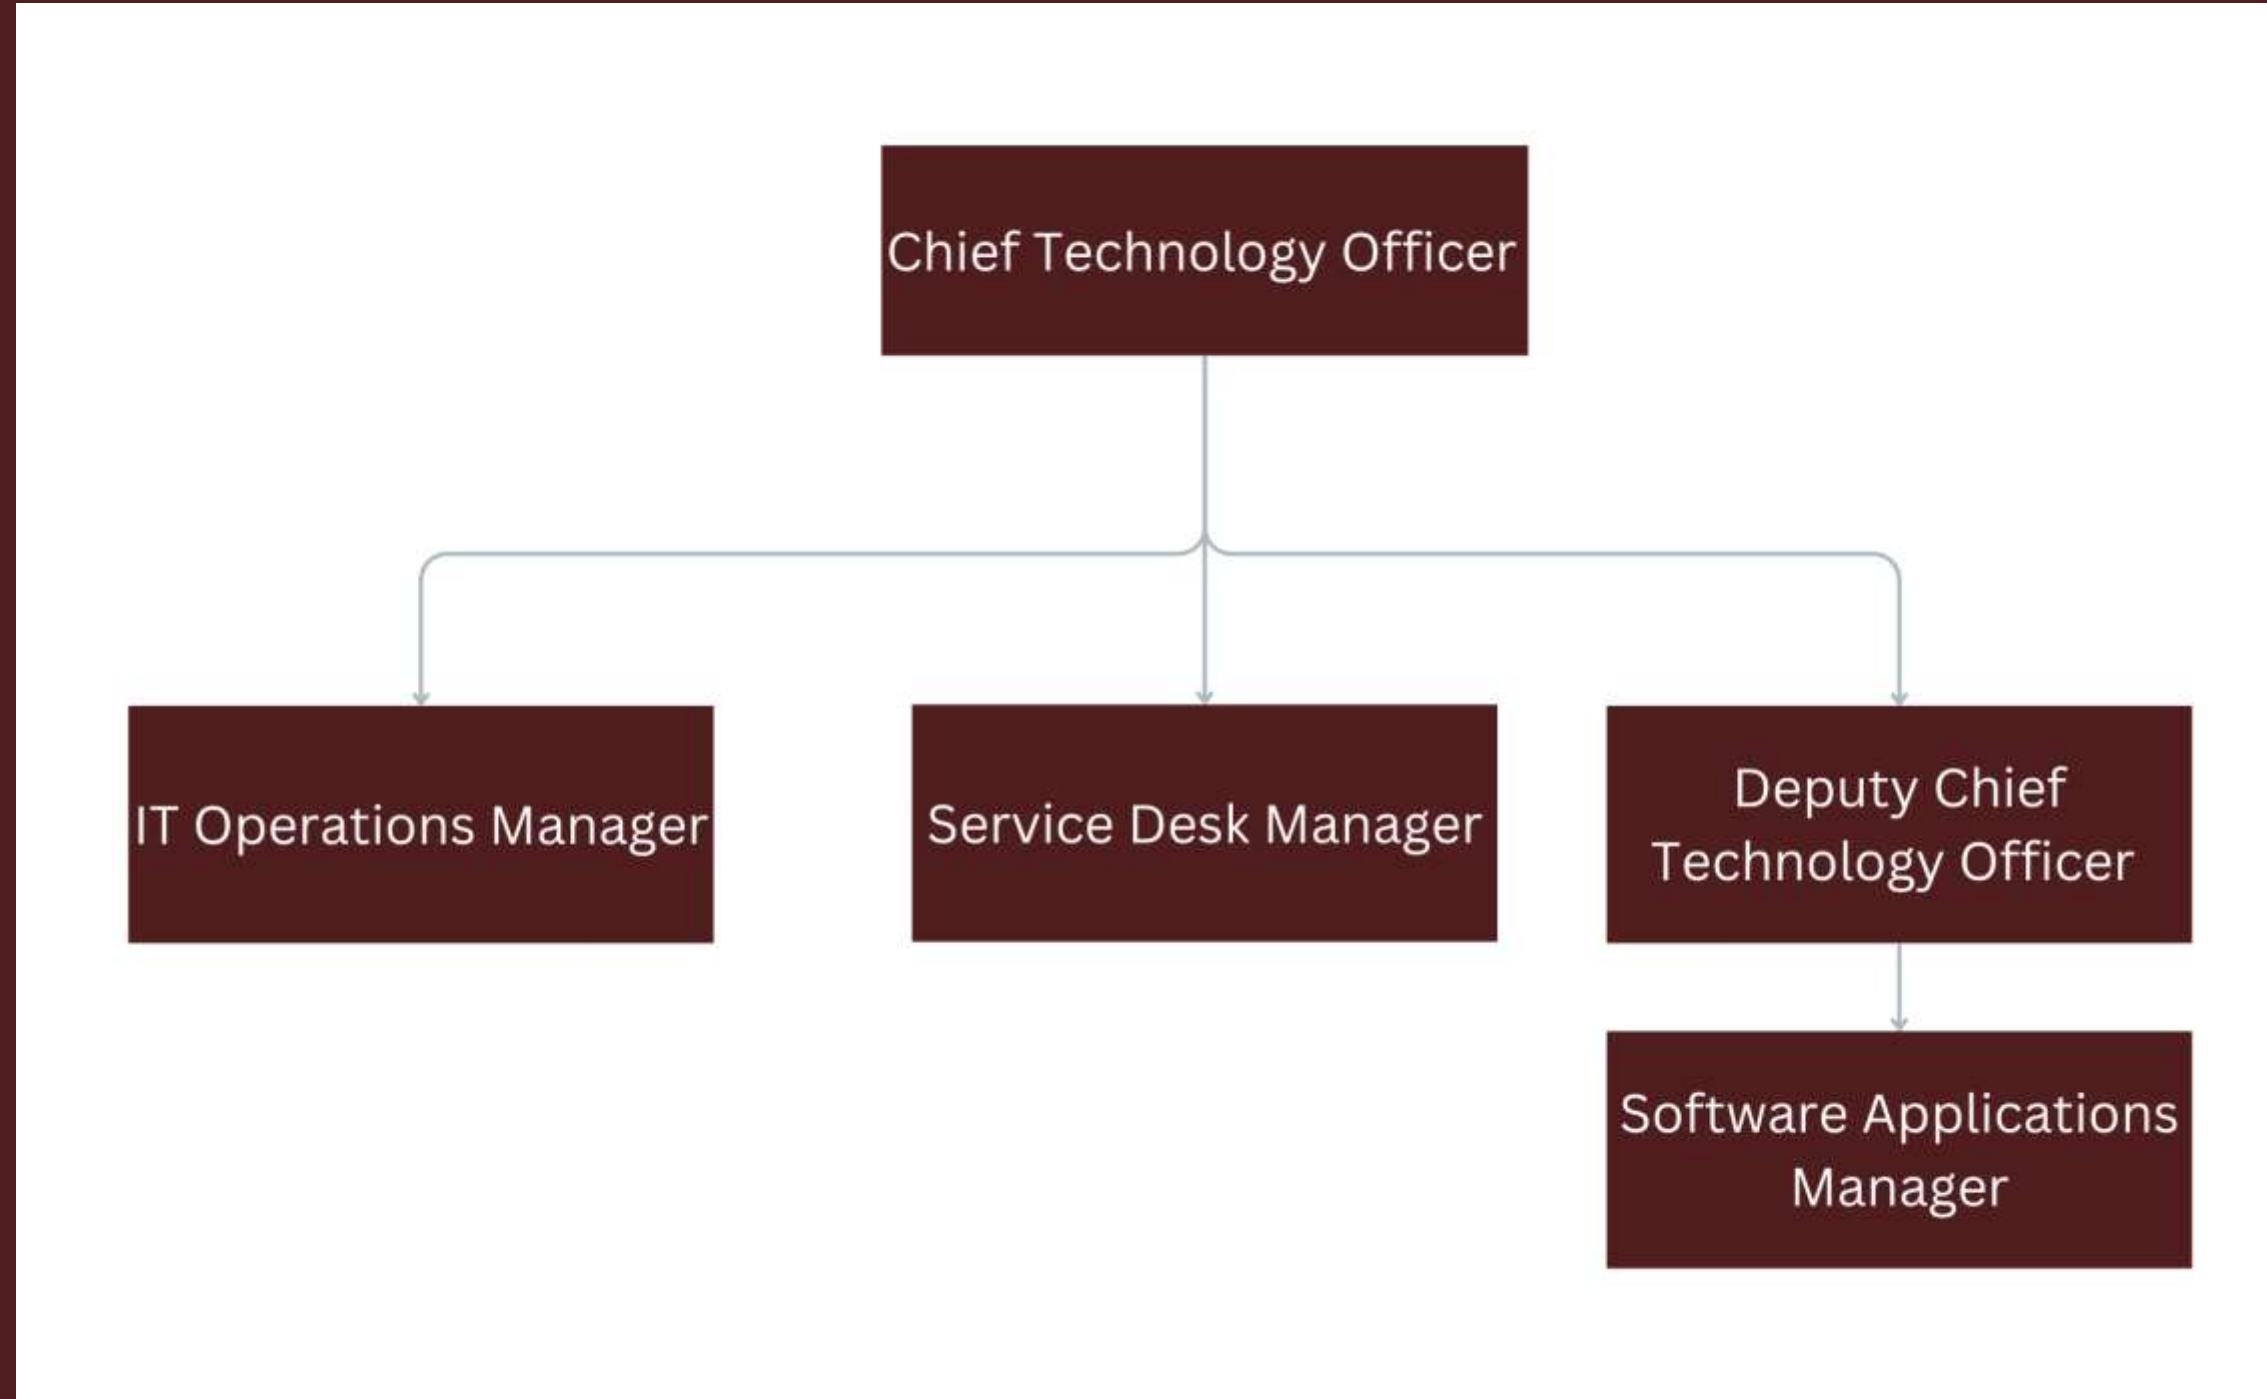 Chief Technology Officer
IT Operations Manager
Service Desk Manager
Deputy Chief
Technology Officer
Software Applications
Manager